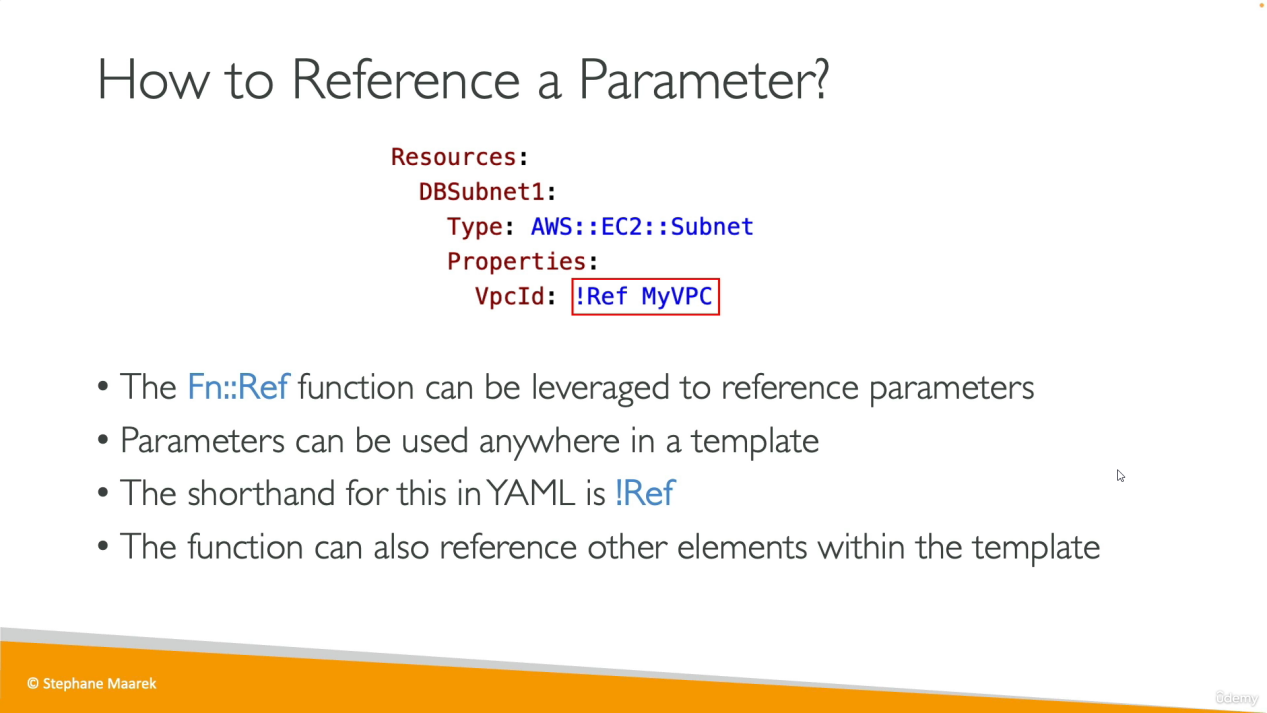 How to Reference a Parameter?
Resources:
DBSubnet1:
Type: AWS::EC2::Subnet
Properties:
VpcId: !Ref MyVPC
• The Fn::Ref function can be leveraged to reference parameters
• Parameters can be used anywhere in a template
• The shorthand for this in YAML is !Ref
• The function can also reference other elements within the template
© Stephane Maarek
ûdemy